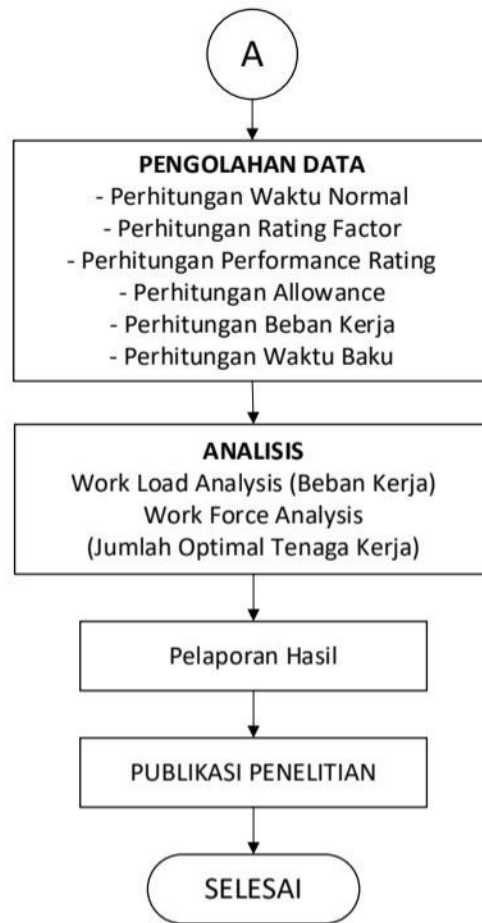 A
PENGOLAHAN DATA
- Perhitungan Waktu Normal
- Perhitungan Rating Factor
- Perhitungan Performance Rating
- Perhitungan Allowance
- Perhitungan Beban Kerja
- Perhitungan Waktu Baku
ANALISIS
Work Load Analysis (Beban Kerja)
Work Force Analysis
(Jumlah Optimal Tenaga Kerja)
Pelaporan Hasil
PUBLIKASI PENELITIAN
SELESAI